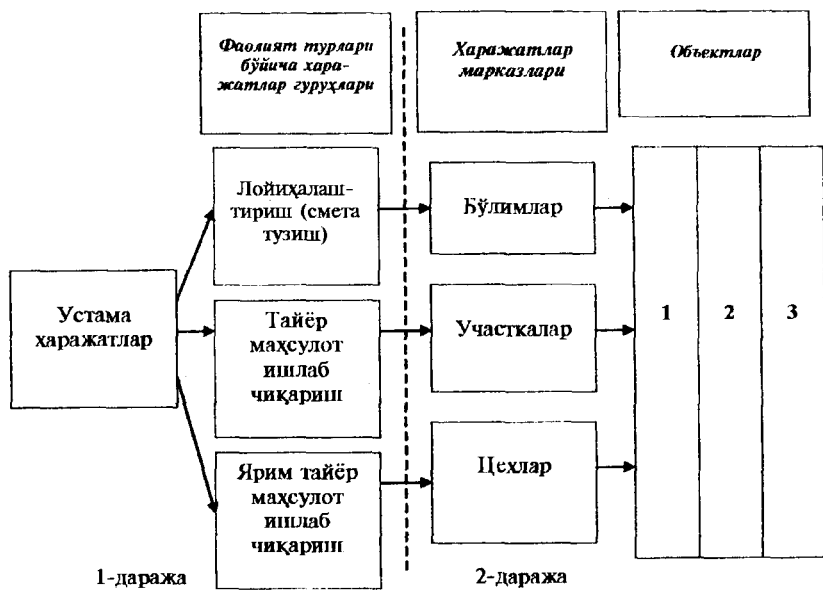 Фаолият турлари
бўйича хара-
жатлар гуруҳлари
Харажатлар
марказлари
Объектлар
Лойиҳалаш-
тириш (смета
тузиш)
Бўлимлар
Устама
харажатлар
Тайёр
маҳсулот
ишлаб
чиқариш
Участкалар
1
2
3
Ярим тайёр
маҳсулот
ишлаб
чиқариш
Цехлар
1-даража
2-даража